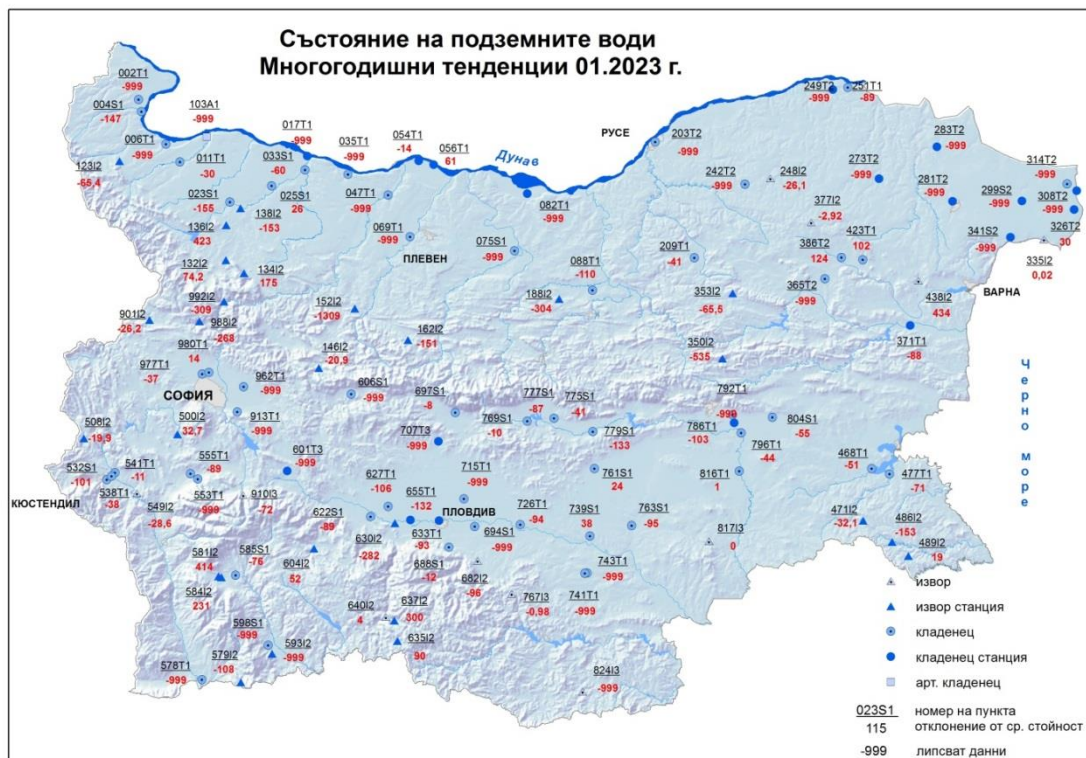 Състояние на подземните води
Многогодишни тенденции 01.2023 г.
002T1
-999
004S1
-147
103A1
-999
006T1
-999
123I2
-65,4
011T1
-30
017T1
-999
033S1
-60
035T1
-999
054T1
-14
056T1
61
Дунав
РУСЕ
203T2
-999
249T2
-999
251T1
-89
283T2
-999
314T2
-999
023S1
-155
025S1
26
138I2
-153
047T1
-999
082T1
-999
242T2
-999
248I2
-26,1
273T2
-999
281T2
-999
299S2
-999
308T2
-999
136I2
423
069T1
-999
ПЛЕВЕН
075S1
-999
377I2
-2,92
386T2
124
423T1
102
341S2
-999
326T2
30
335I2
0,02
ВАРНА
132I2
74,2
134I2
175
088T1
-110
209T1
-41
365T2
-999
992I2
-309
988I2
-268
901I2
-26,2
152I2
-1309
188I2
-304
353I2
-65,5
438I2
434
162I2
-151
146I2
-20,9
350I2
-535
371T1
-88
Черно море
980T1
14
977T1
-37
СОФИЯ
962T1
-999
606S1
-999
697S1
-8
777S1
-87
775S1
-41
792T1
-999
508I2
-19,9
500I2
32,7
913T1
-999
769S1
-10
779S1
-133
786T1
-103
804S1
-55
796T1
-44
707T3
-999
601T3
-999
532S1
-101
541T1
-11
555T1
-89
КЮСТЕНДИЛ
538T1
-38
549I2
-28,6
553T1
-999
910I3
-72
627T1
-106
715T1
-999
761S1
24
816T1
1
468T1
-51
477T1
-71
622S1
-89
655T1
-132
ПЛОВДИВ
726T1
-94
739S1
38
763S1
-95
471I2
-32,1
486I2
-153
489I2
19
630I2
-282
633T1
-93
694S1
-999
817I3
0
581I2
414
585S1
-76
604I2
52
688S1
-12
682I2
-96
743T1
-999
584I2
231
640I2
4
637I2
300
767I3
-0,98
741T1
-999
598S1
-999
593I2
-999
635I2
90
578T1
-999
579I2
-108
824I3
-999
извор
извор станция
кладенец
кладенец станция
арт. кладенец
023S1 номер на пункта
115 отклонение от ср. стойност
-999 липсват данни